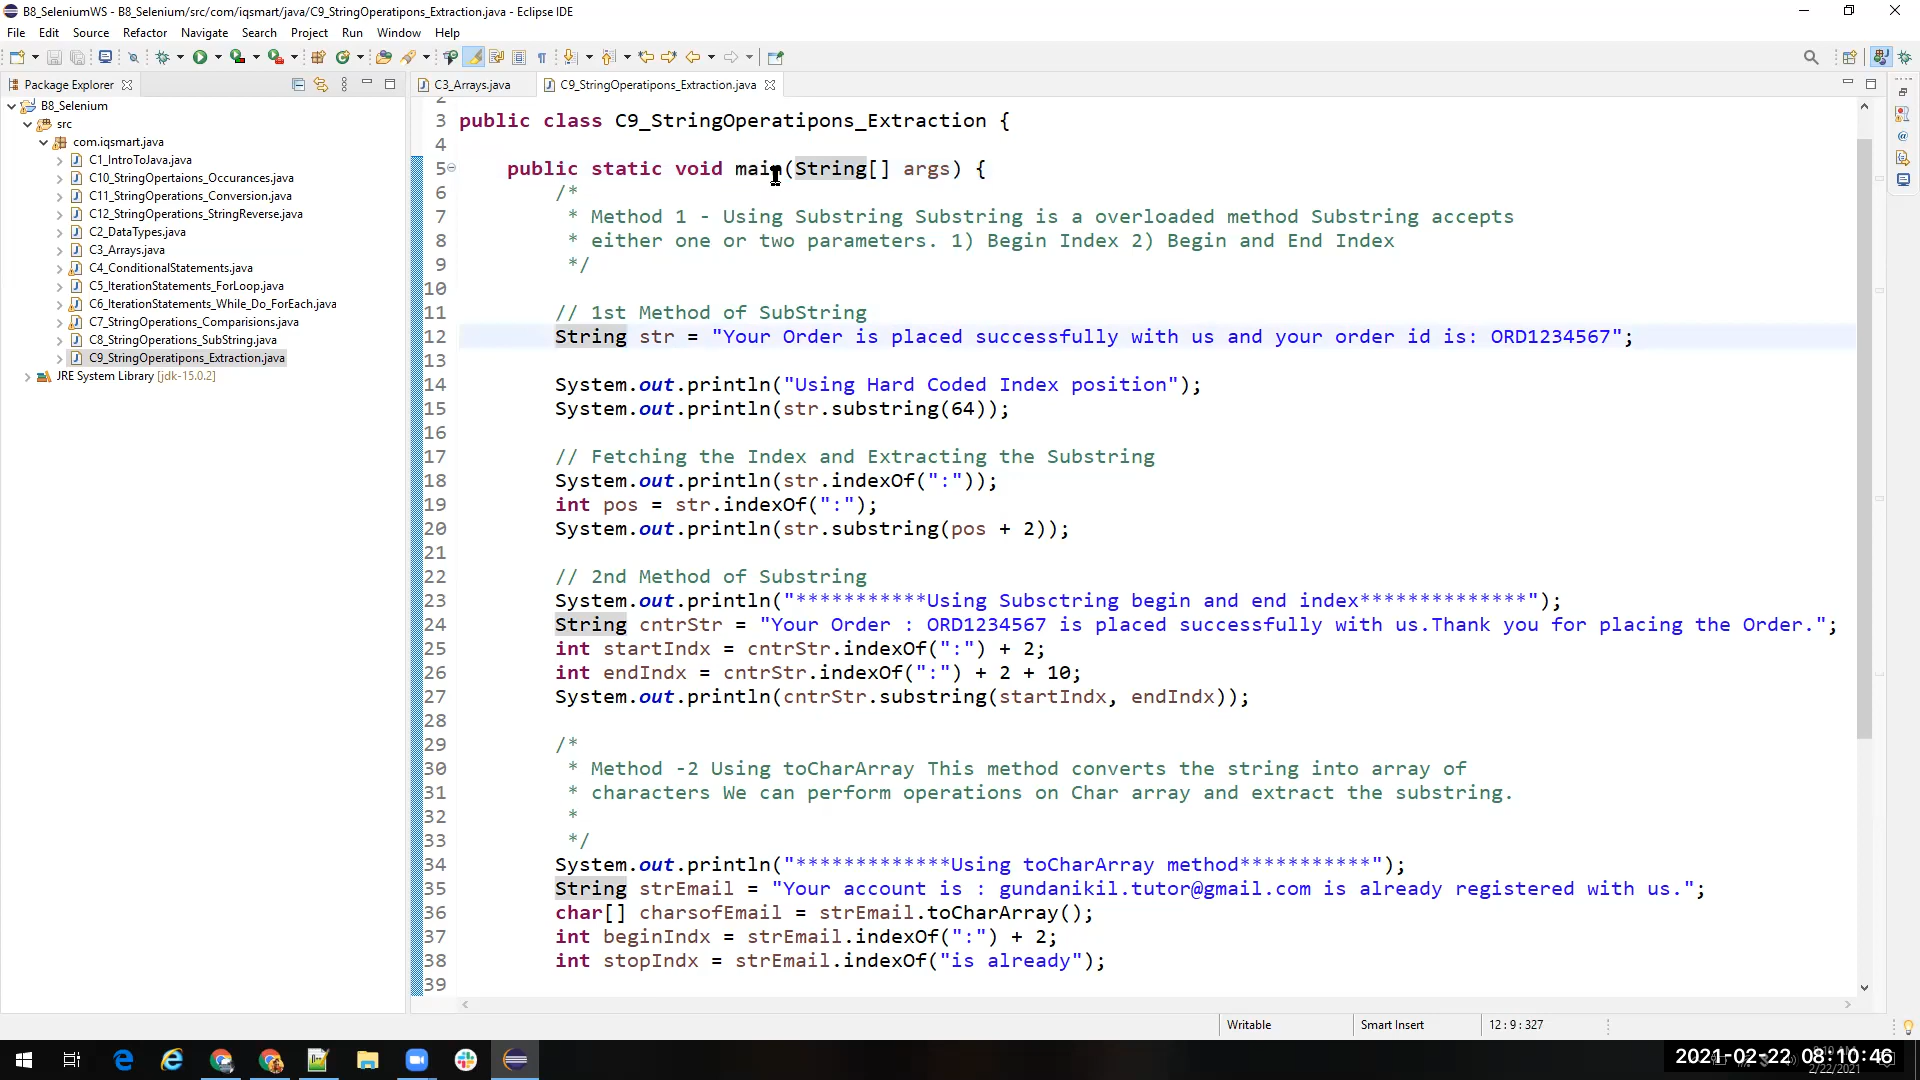 B8_SeleniumWS - B8_Selenium/src/com/iqsmart/java/C9_StringOperatipons_Extraction.java - Eclipse IDE
File Edit Source Refactor Navigate Search Project Run Window Help
Package Explorer
C3_Arrays.java
C9_StringOperatipons_Extraction.java
B8_Selenium
src
com.iqsmart.java
C1_IntroToJava.java
C10_StringOpertaions_Occurances.java
C11_StringOperations_Conversion.java
C12_StringOperations_StringReverse.java
C2_DataTypes.java
C3_Arrays.java
C4_ConditionalStatements.java
C5_IterationStatements_ForLoop.java
C6_IterationStatements_While_Do_ForEach.java
C7_StringOperations_Comparisions.java
C8_StringOperations_SubString.java
C9_StringOperatipons_Extraction.java
JRE System Library [jdk-15.0.2]
2
3 public class C9_StringOperatipons_Extraction {
4
5 public static void main(String[] args) {
6 /*
7 * Method 1 - Using Substring Substring is a overloaded method Substring accepts
8 * either one or two parameters. 1) Begin Index 2) Begin and End Index
9 */
10
11 // 1st Method of SubString
12 String str = "Your Order is placed successfully with us and your order id is: ORD1234567";
13
14 System.out.println("Using Hard Coded Index position");
15 System.out.println(str.substring(64));
16
17 // Fetching the Index and Extracting the Substring
18 System.out.println(str.indexOf(":"));
19 int pos = str.indexOf(":");
20 System.out.println(str.substring(pos + 2));
21
22 // 2nd Method of Substring
23 System.out.println("***********Using Subsctring begin and end index**************");
24 String cntrStr = "Your Order : ORD1234567 is placed successfully with us.Thank you for placing the Order.";
25 int startIndx = cntrStr.indexOf(":") + 2;
26 int endIndx = cntrStr.indexOf(":") + 2 + 10;
27 System.out.println(cntrStr.substring(startIndx, endIndx));
28
29 /*
30 * Method -2 Using toCharArray This method converts the string into array of
31 * characters We can perform operations on Char array and extract the substring.
32 *
33 */
34 System.out.println("*************Using toCharArray method***********");
35 String strEmail = "Your account is : gundanikil.tutor@gmail.com is already registered with us.";
36 char[] charsofEmail = strEmail.toCharArray();
37 int beginIndx = strEmail.indexOf(":") + 2;
38 int stopIndx = strEmail.indexOf("is already");
39
Writable Smart Insert 12 : 9 : 327
2021-02-22 08:10:46
2/22/2021